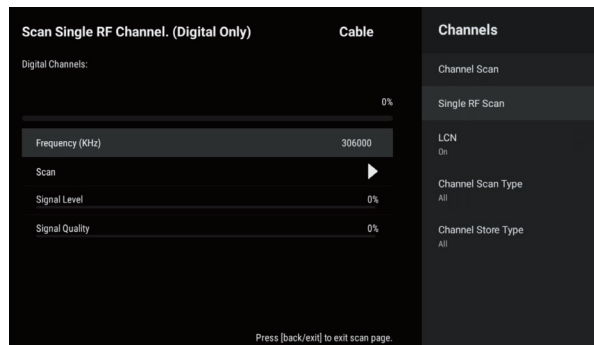 Scan Single RF Channel. (Digital Only) Cable
Digital Channels:
0%
Frequency (KHz) 306000
Scan
Signal Level 0%
Signal Quality 0%
Press [back/exit] to exit scan page.
Channels
Channel Scan
Single RF Scan
LCN
On
Channel Scan Type
All
Channel Store Type
All